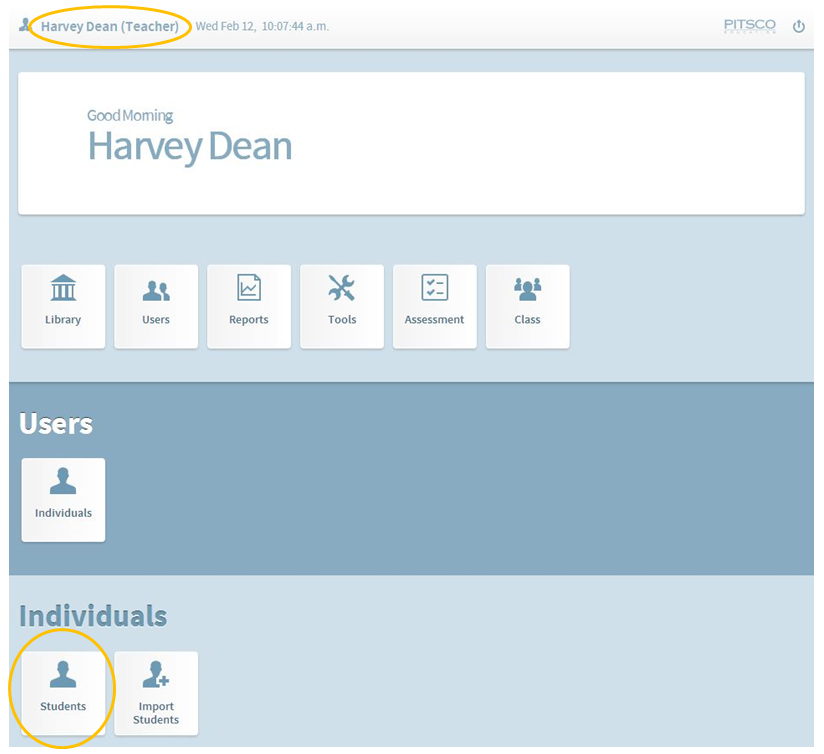 Harvey Dean (Teacher) Wed Feb 12, 10:07:44 a.m. PITSCO
EDUCATION
Good Morning
Harvey Dean
Library Users Reports Tools Assessment Class
Users
Individuals
Individuals
Students Import
Students